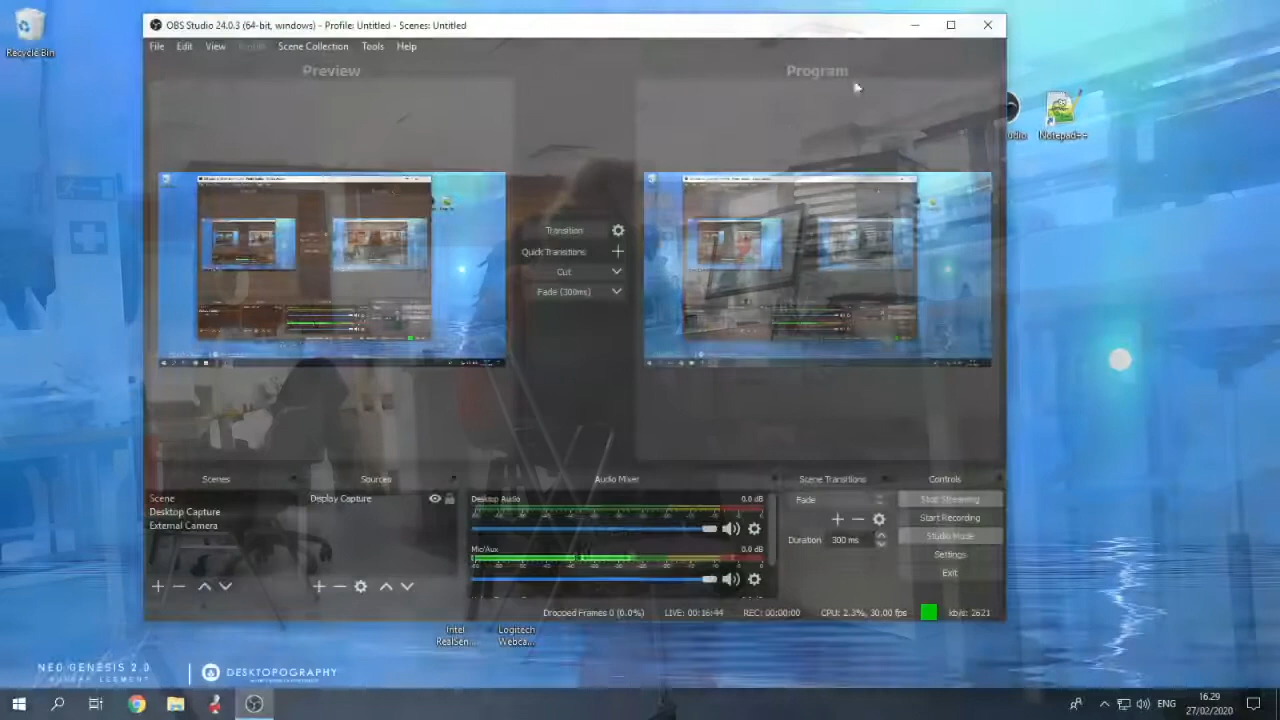 Recycle Bin
OBS Studio 24.0.3 (64-bit, windows) - Profile: Untitled - Scenes: Untitled
File Edit View Profile Scene Collection Tools Help
Preview
Program
Notepad++
Transition
Quick Transitions
Cut
Fade (300ms)
Scenes
Sources
Audio Mixer
Scene Transitions
Controls
Scene
Desktop Capture
External Camera
Display Capture
Desktop Audio
0.0 dB
Mic/Aux
0.0 dB
Fade
Duration 300 ms
Stop Streaming
Start Recording
Studio Mode
Settings
Exit
Dropped Frames 0 (0.0%) LIVE: 00:16:44 REC: 00:00:00 CPU: 2.3%, 30.00 fps kb/s: 2621
Intel
RealSen...
Logitech
Webca...
NEO GENESIS 2.0
DESKTOPOGRAPHY
ENG
16.29
27/02/2020